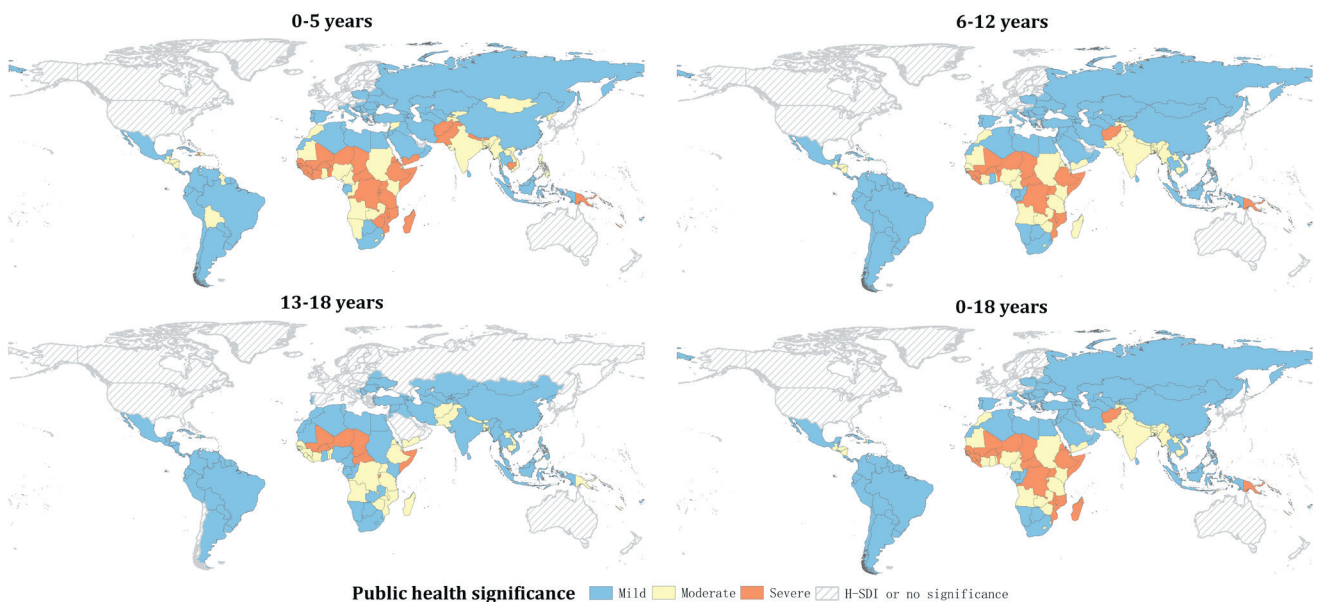 0-5 years
6-12 years
13-18 years
0-18 years
Public health significance Mild Moderate Severe H-SDI or no significance